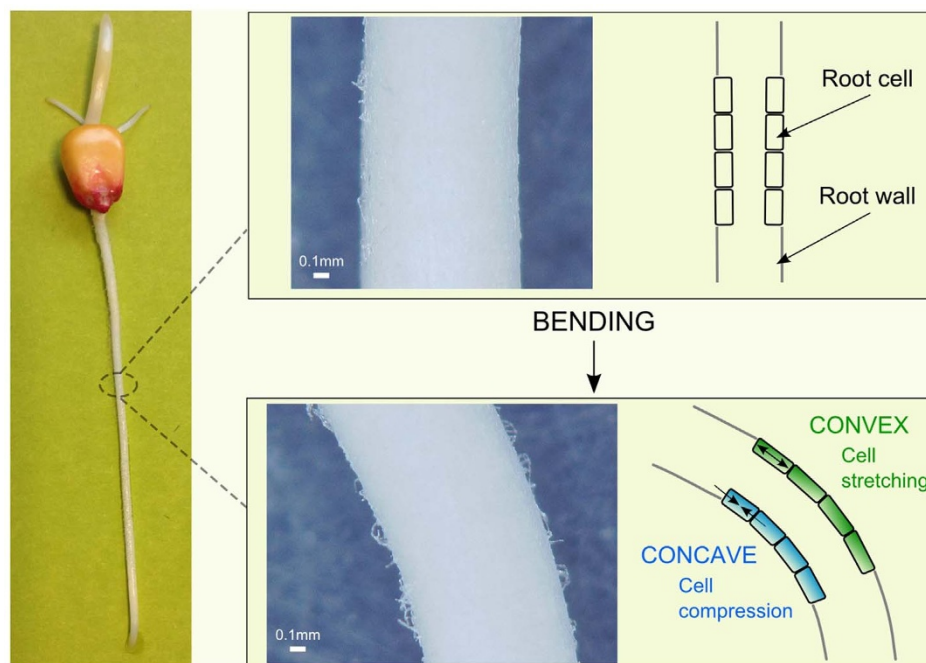 Root cell
Root wall
0.1mm
BENDING
CONVEX
Cell
stretching
CONCAVE
Cell
compression
0.1mm